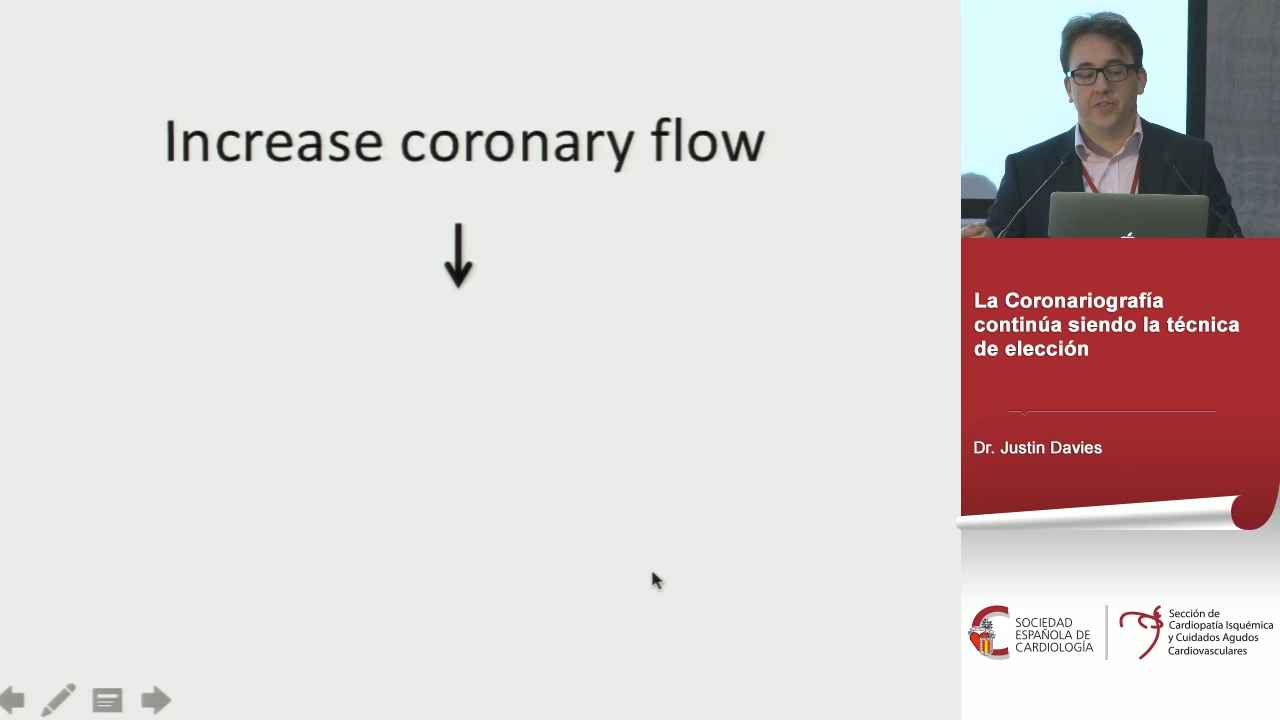 Increase coronary flow
La Coronariografía
continúa siendo la técnica
de elección
Dr. Justin Davies
SOCIEDAD
ESPAÑOLA DE
CARDIOLOGÍA
Sección de
Cardiopatía Isquémica
y Cuidados Agudos
Cardiovasculares